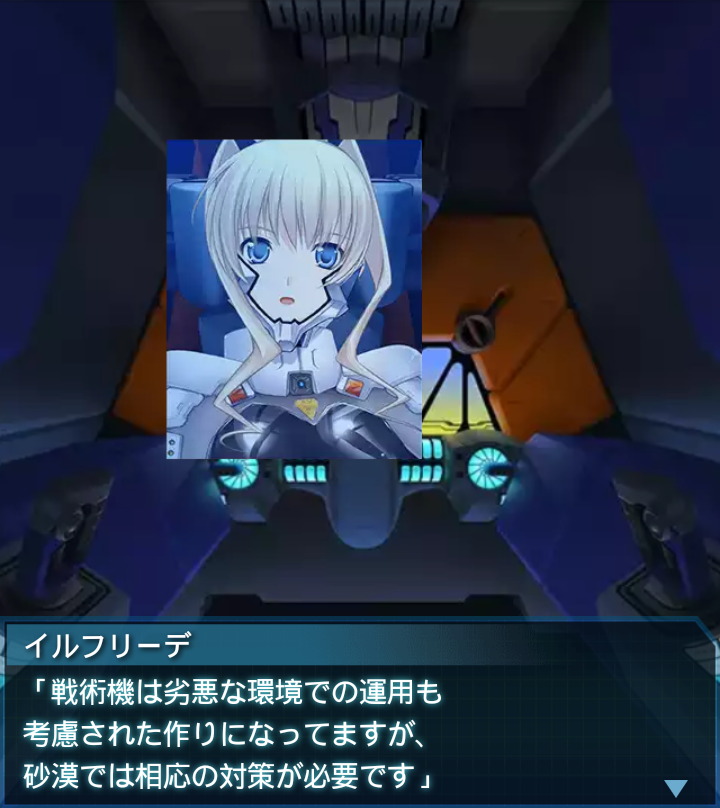 イルフリーデ
「戦術機は劣悪な環境での運用も
考慮された作りになってますが、
砂漠では相応の対策が必要です」